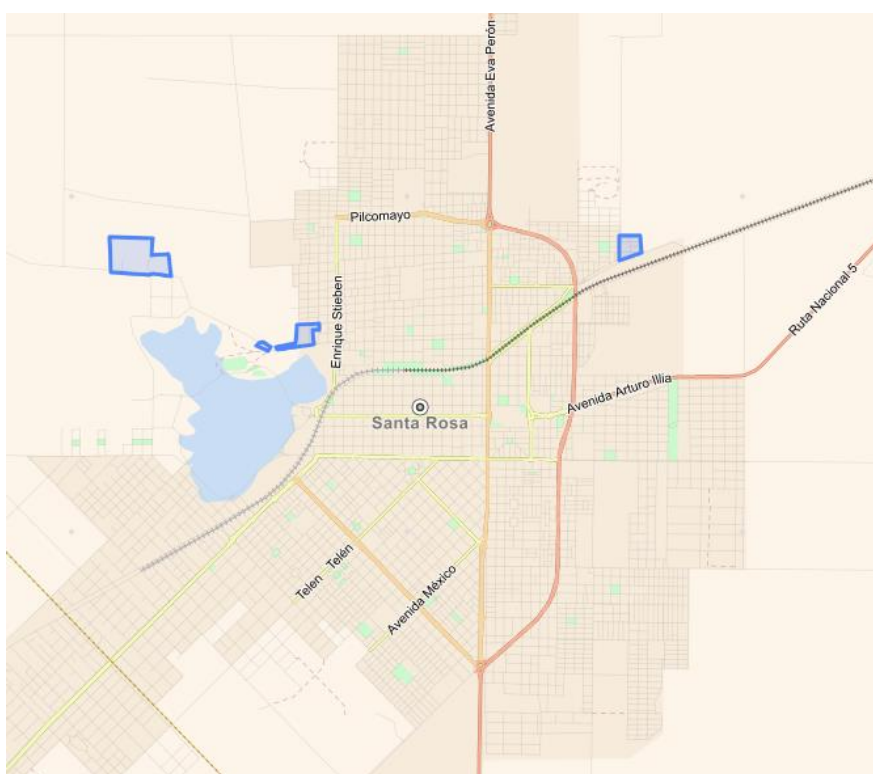 Avenida Eva Perón
Pilcomayo
Enrique Stieben
Ruta Nacional 5
Avenida Arturo Illia
Santa Rosa
Telen
Telén
Avenida México